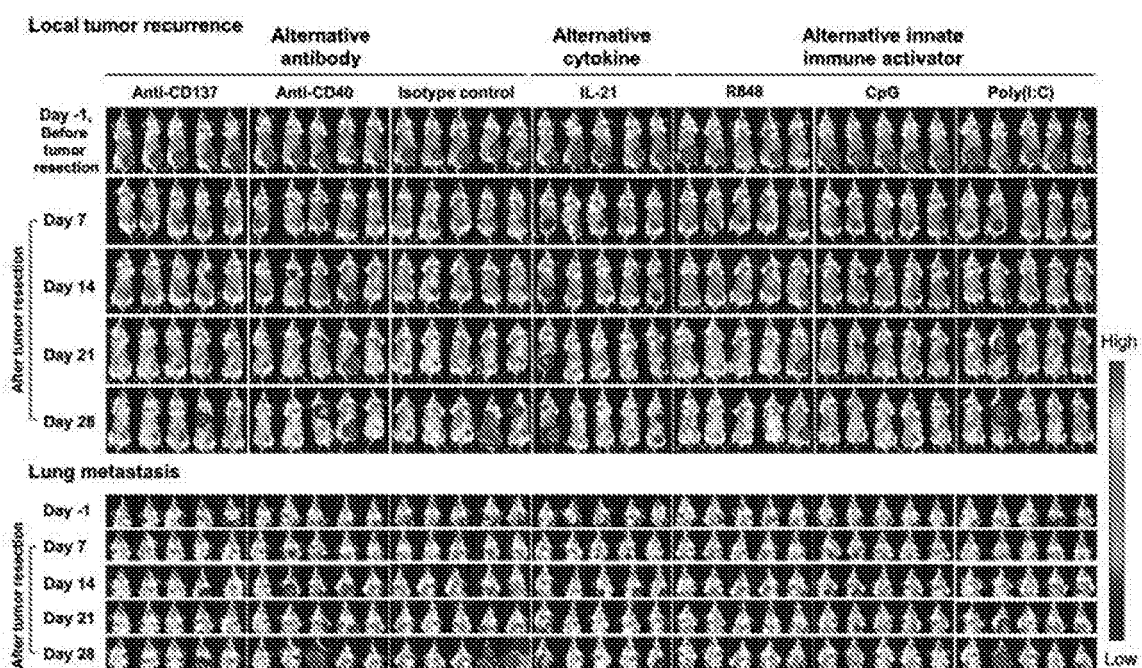 Local tumor recurrence
Alternative antibody
Alternative cytokine
Alternative innate immune activator
Anti-CD137
Anti-CD40
Isotype control
IL-21
R848
CpG
Poly(I:C)
Day -1,
Before
tumor
resection
After tumor resection
Day 7
Day 14
Day 21
Day 28
High
Low
Lung metastasis
Day -1
After tumor resection
Day 7
Day 14
Day 21
Day 28